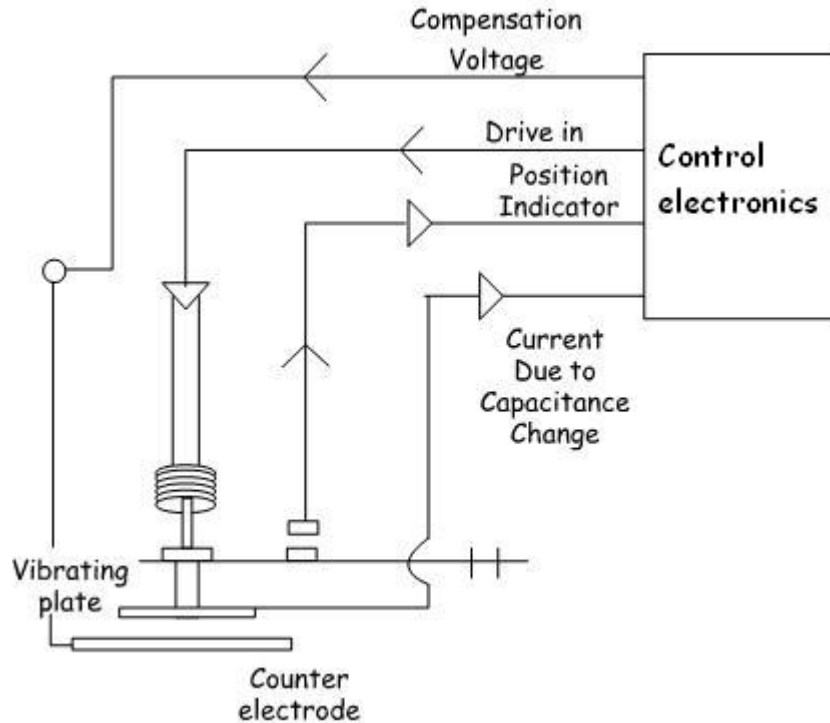 Compensation
Voltage
Drive in
Position
Indicator
Control
electronics
Current
Due to
Capacitance
Change
Vibrating
plate
Counter
electrode